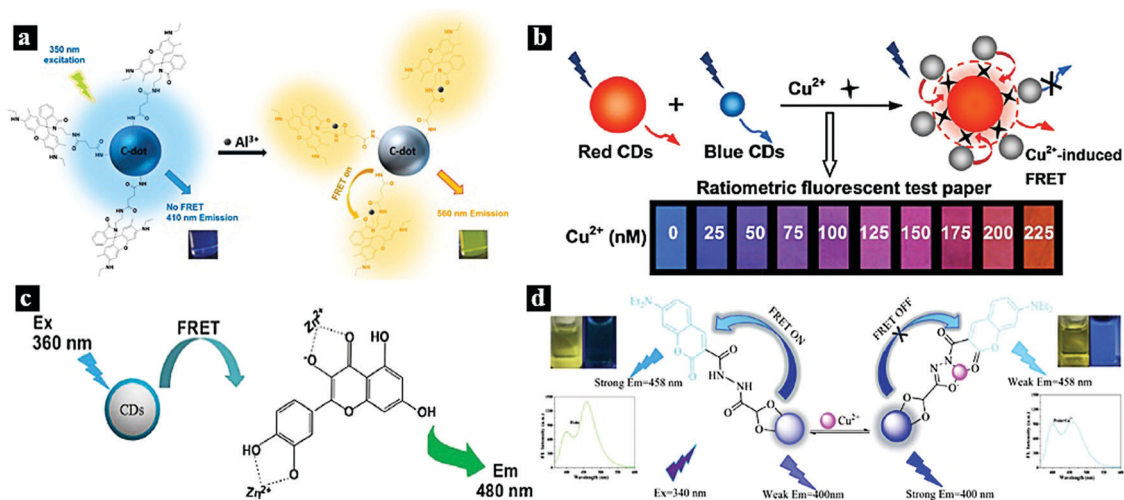 a
350 nm
excitation
C-dot
Al³⁺
No FRET
410 nm Emission
C-dot
FRET on
560 nm Emission
b
Red CDs
+
Blue CDs
Cu²⁺
Cu²⁺-induced
FRET
Ratiometric fluorescent test paper
Cu²⁺ (nM)
0 25 50 75 100 125 150 175 200 225
c
Ex
360 nm
FRET
CDs
Zn²⁺
O
O⁻
OH
O
OH
HO
O
Zn²⁺
Em
480 nm
d
Et₂N
O
O
O
NH
HN
O
O
O
FRET ON
Strong Em=458 nm
Ex=340 nm
Weak Em=400nm
Cu²⁺
FRET OFF
NEt₂
O
O
O
N
N
O
O
O
Weak Em=458 nm
Strong Em=400 nm